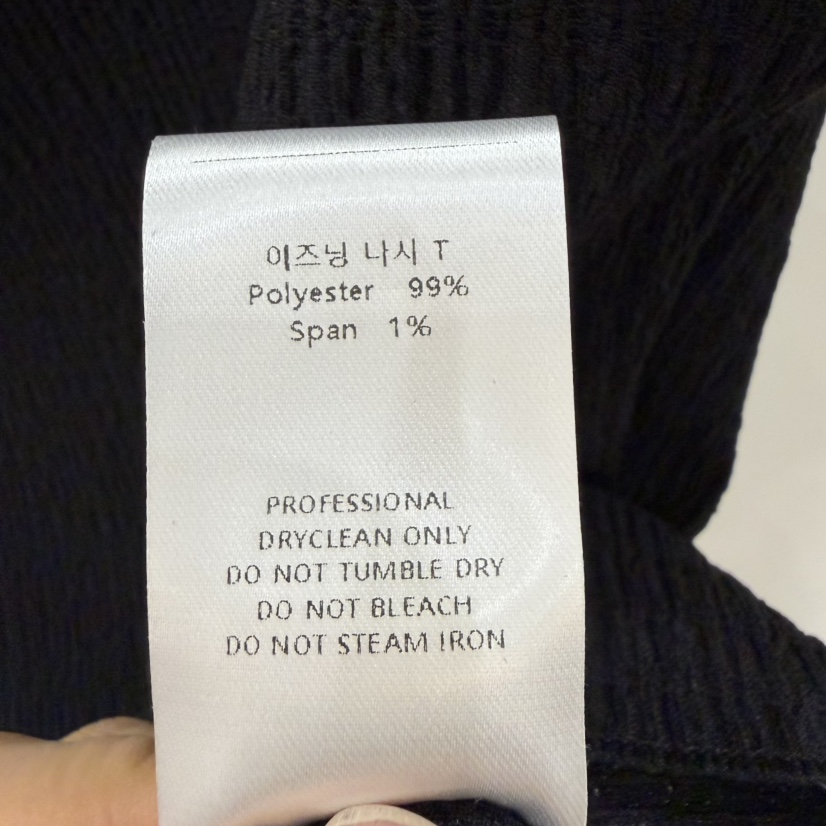 이즈닝 나시 T
Polyester 99%
Span 1%
PROFESSIONAL
DRYCLEAN ONLY
DO NOT TUMBLE DRY
DO NOT BLEACH
DO NOT STEAM IRON